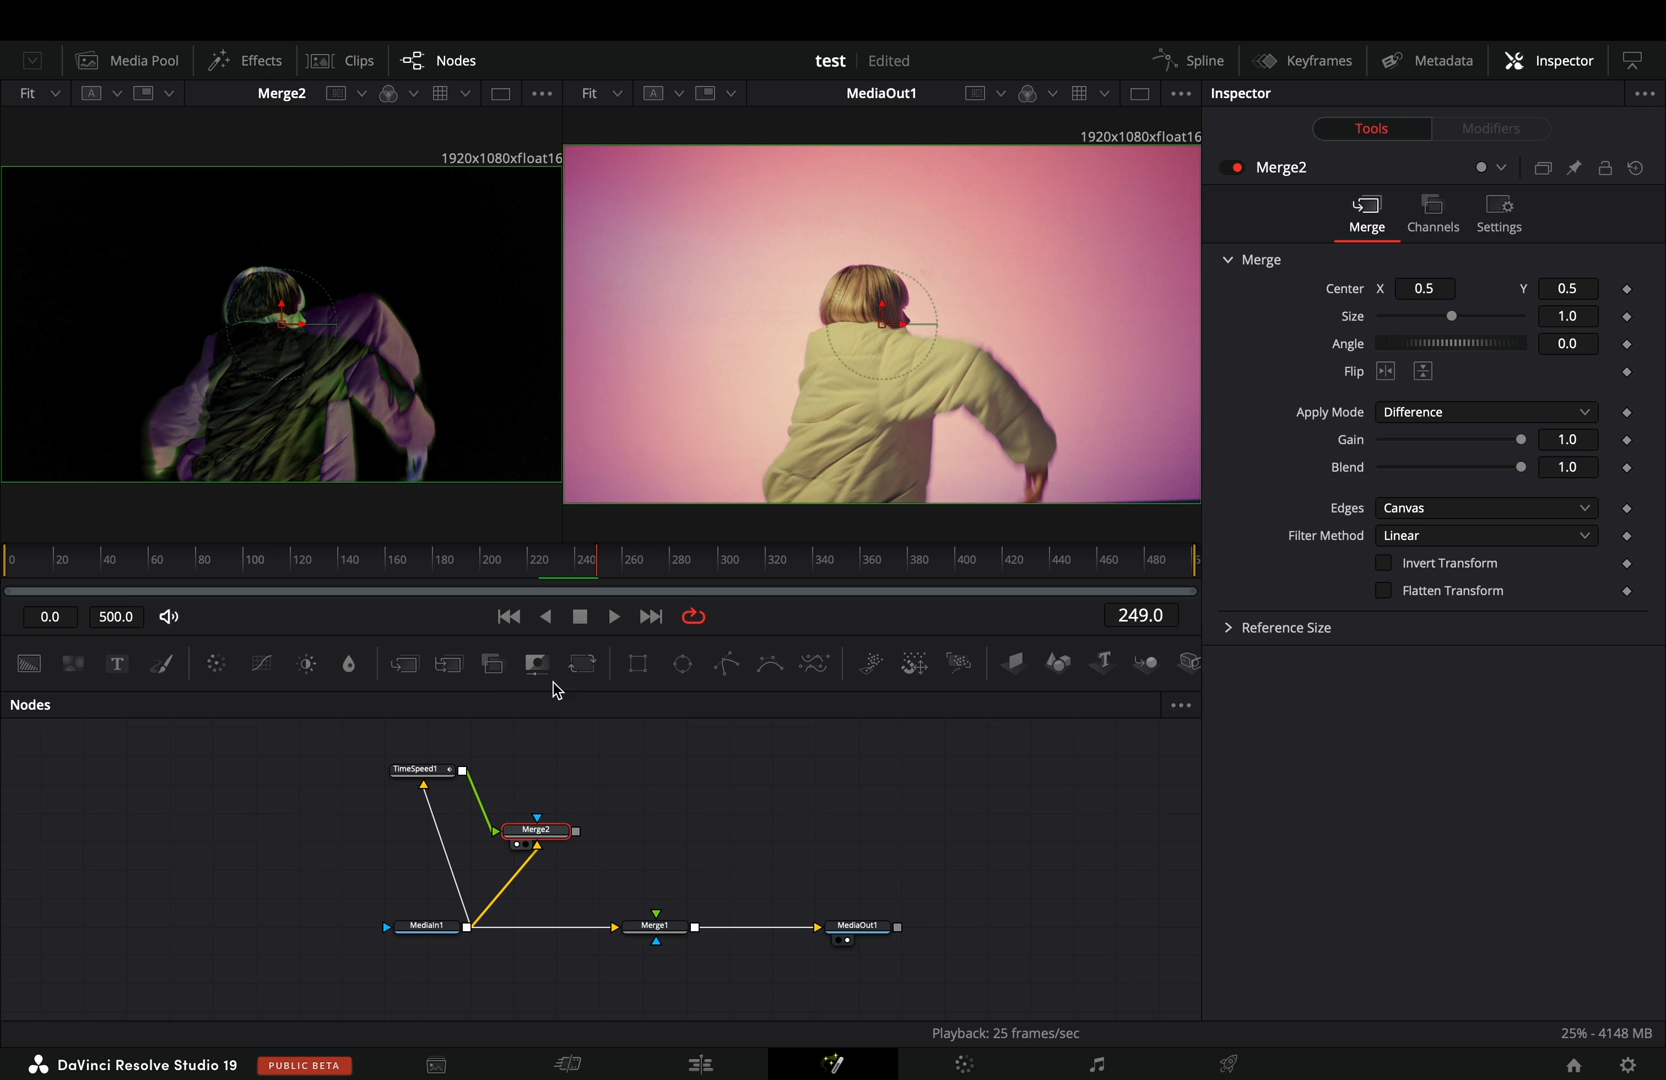 Media Pool
Effects
Clips
Nodes
test
Edited
Spline
Keyframes
Metadata
Inspector
Fit
A
Merge2
Fit
A
MediaOut1
Inspector
1920x1080xfloat16
1920x1080xfloat16
Tools
Modifiers
Merge2
Merge
Channels
Settings
Merge
Center X 0.5 Y 0.5
Size 1.0
Angle 0.0
Flip
Apply Mode Difference
Gain 1.0
Blend 1.0
Edges Canvas
Filter Method Linear
Invert Transform
Flatten Transform
Reference Size
0 20 40 60 80 100 120 140 160 180 200 220 240 260 280 300 320 340 360 380 400 420 440 460 480
0.0
500.0
249.0
T
T
Nodes
TimeSpeed1
Merge2
MediaIn1
Merge1
MediaOut1
Playback: 25 frames/sec
25% - 4148 MB
DaVinci Resolve Studio 19
PUBLIC BETA